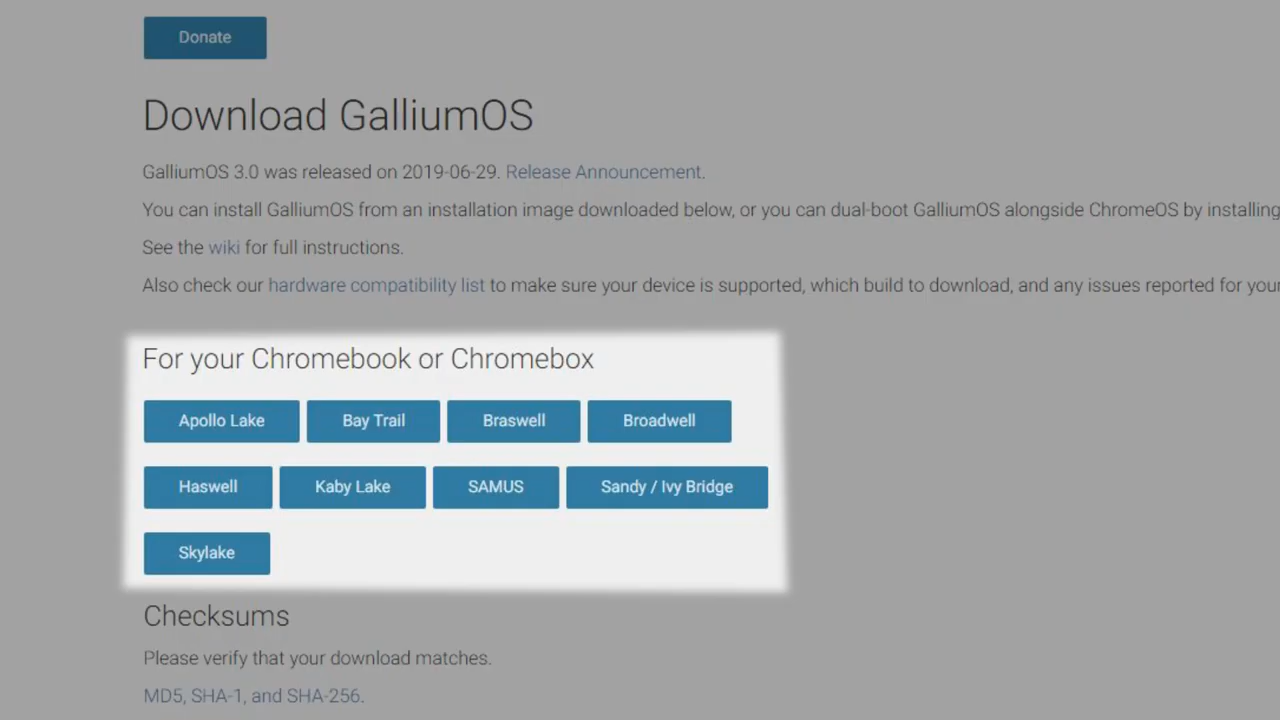 Donate
Download GalliumOS
GalliumOS 3.0 was released on 2019-06-29. Release Announcement.
You can install GalliumOS from an installation image downloaded below, or you can dual-boot GalliumOS alongside ChromeOS by installing
See the wiki for full instructions.
Also check our hardware compatibility list to make sure your device is supported, which build to download, and any issues reported for your
For your Chromebook or Chromebox
Apollo Lake Bay Trail Braswell Broadwell
Haswell Kaby Lake SAMUS Sandy / Ivy Bridge
Skylake
Checksums
Please verify that your download matches.
MD5, SHA-1, and SHA-256.